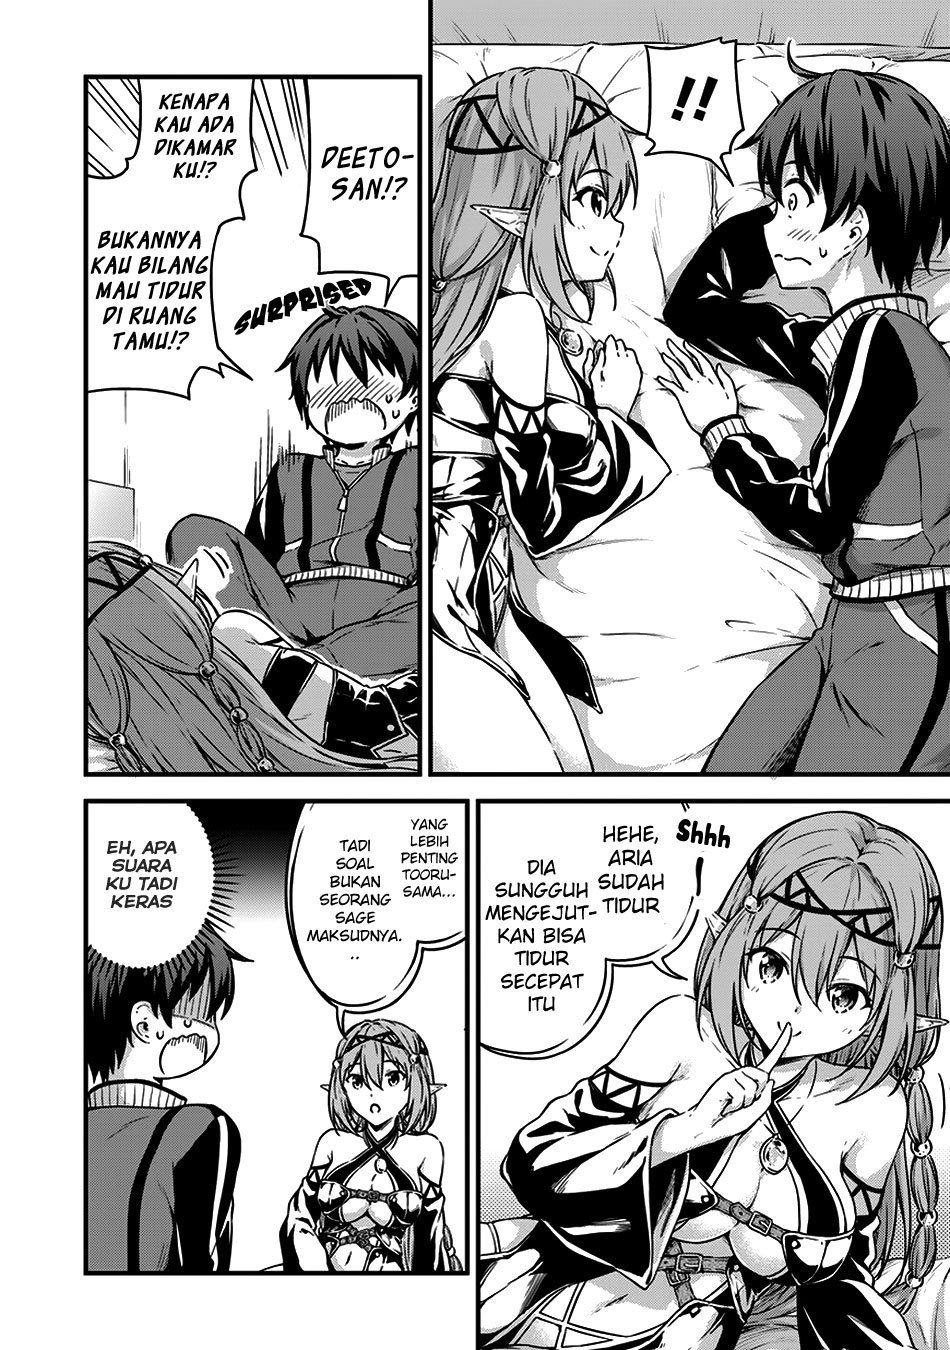 !!
DEETO-
SAN!?
KENAPA
KAU ADA
DIKAMAR
KU!?
BUKANNYA
KAU BILANG
MAU TIDUR
DI RUANG
TAMU!?
SURPRISED
Shhh
HEHE,
ARIA
SUDAH
TIDUR
DIA
SUNGGUH
MENGEJUT-
KAN BISA
TIDUR
SECEPAT
ITU
YANG
LEBIH
PENTING
TOORU-
SAMA...
TADI
SOAL
BUKAN
SEORANG
SAGE
MAKSUDNYA.
..
EH, APA
SUARA
KU TADI
KERAS